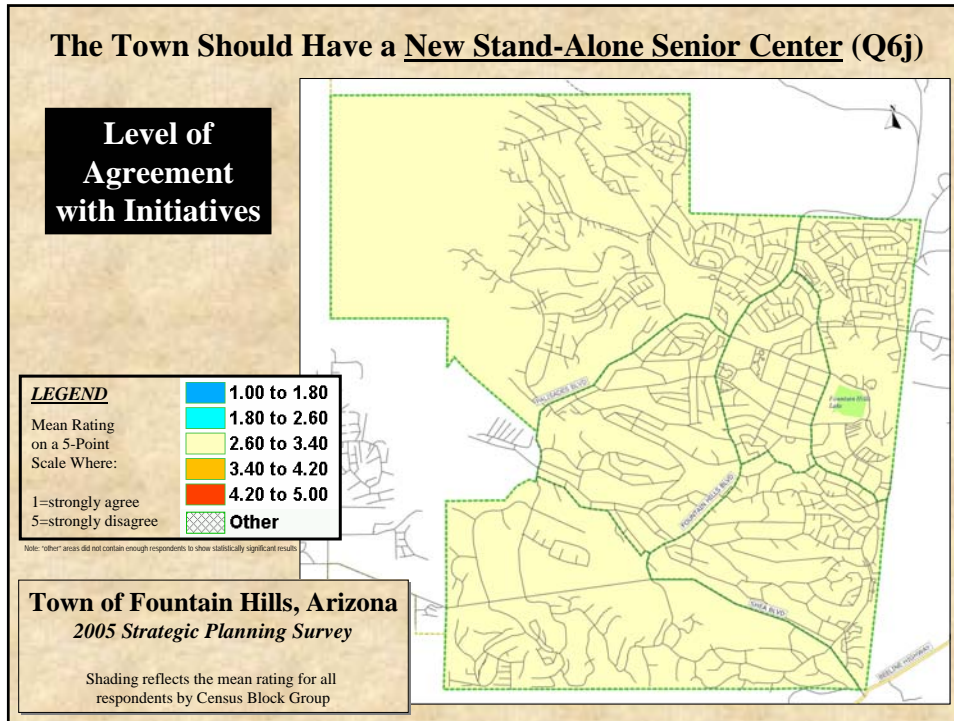 The Town Should Have a New Stand-Alone Senior Center (Q6j)
Level of
Agreement
with Initiatives
PALISADES BLVD
Fountain Hills
Lake
FOUNTAIN HILLS BLVD
SHEA BLVD
BEELINE HIGHWAY
LEGEND
Mean Rating
on a 5-Point
Scale Where:
1=strongly agree
5=strongly disagree
1.00 to 1.80
1.80 to 2.60
2.60 to 3.40
3.40 to 4.20
4.20 to 5.00
Other
Note: "other" areas did not contain enough respondents to show statistically significant results
Town of Fountain Hills, Arizona
2005 Strategic Planning Survey
Shading reflects the mean rating for all
respondents by Census Block Group